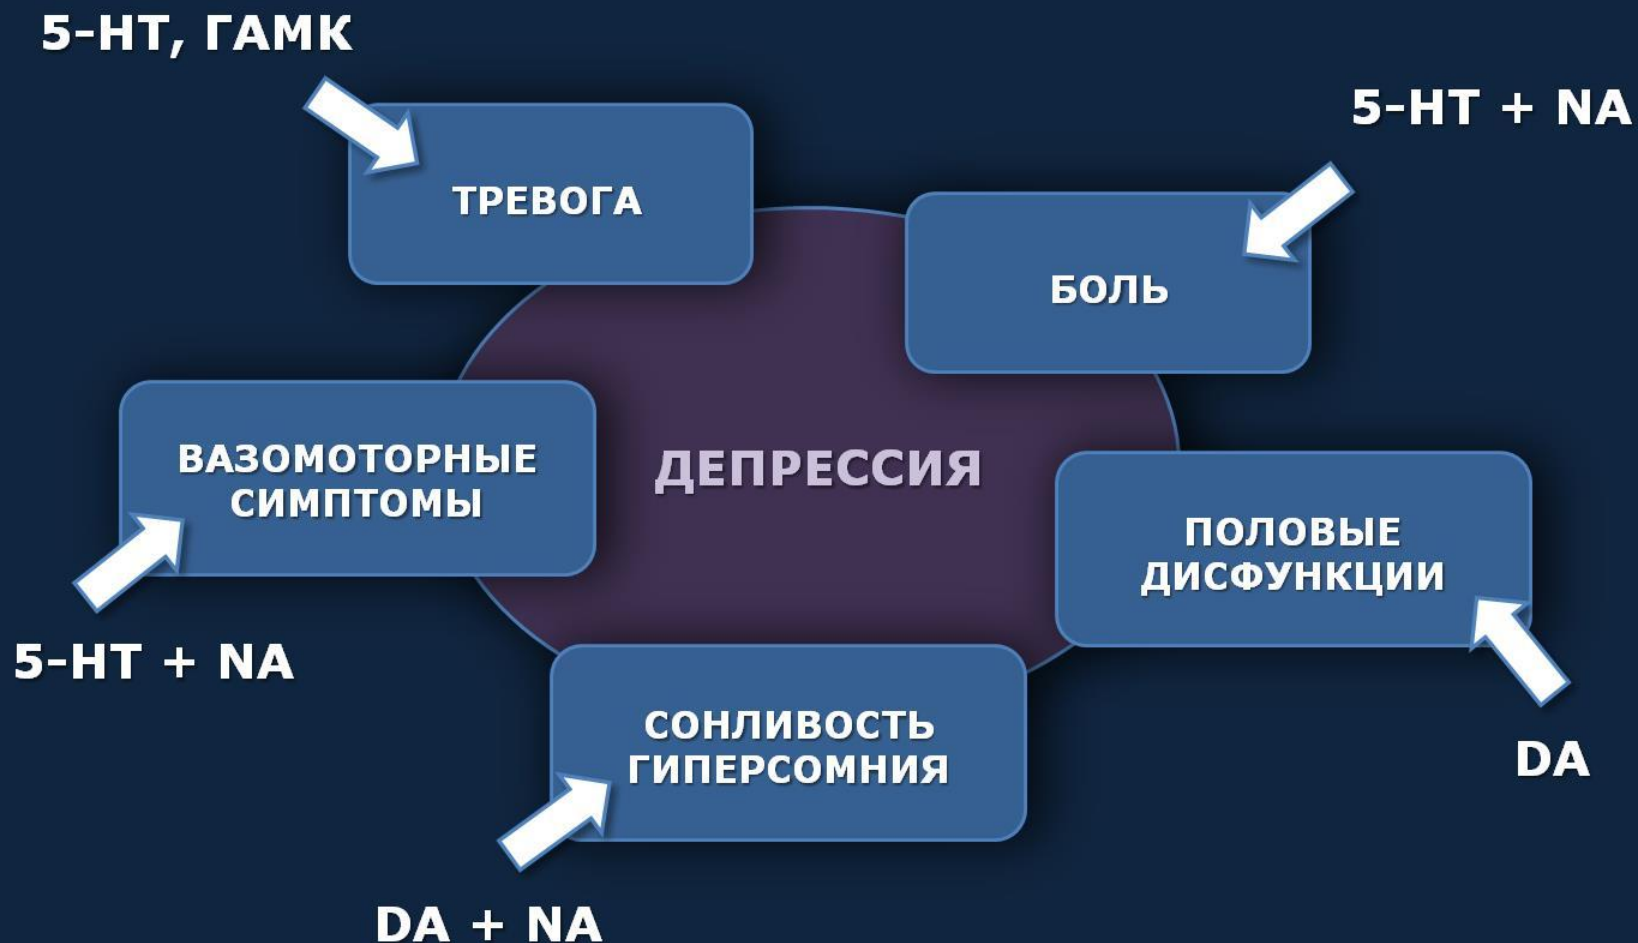 5-HT, ГАМК
5-HT + NA
ТРЕВОГА
БОЛЬ
ВАЗОМОТОРНЫЕ
СИМПТОМЫ
ДЕПРЕССИЯ
ПОЛОВЫЕ
ДИСФУНКЦИИ
5-HT + NA
СОНЛИВОСТЬ
ГИПЕРСОМНИЯ
DA
DA + NA